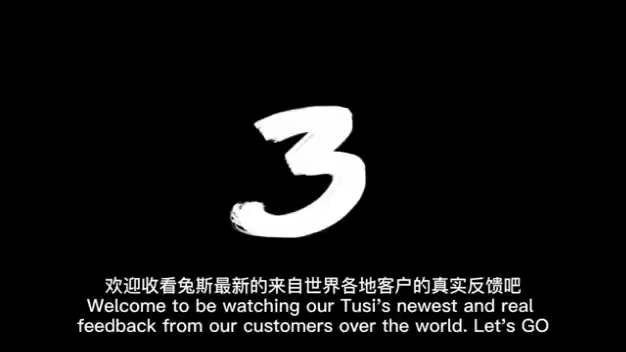 3
欢迎收看兔斯最新的来自世界各地客户的真实反馈吧
Welcome to be watching our Tusi's newest and real
feedback from our customers over the world. Let's GO